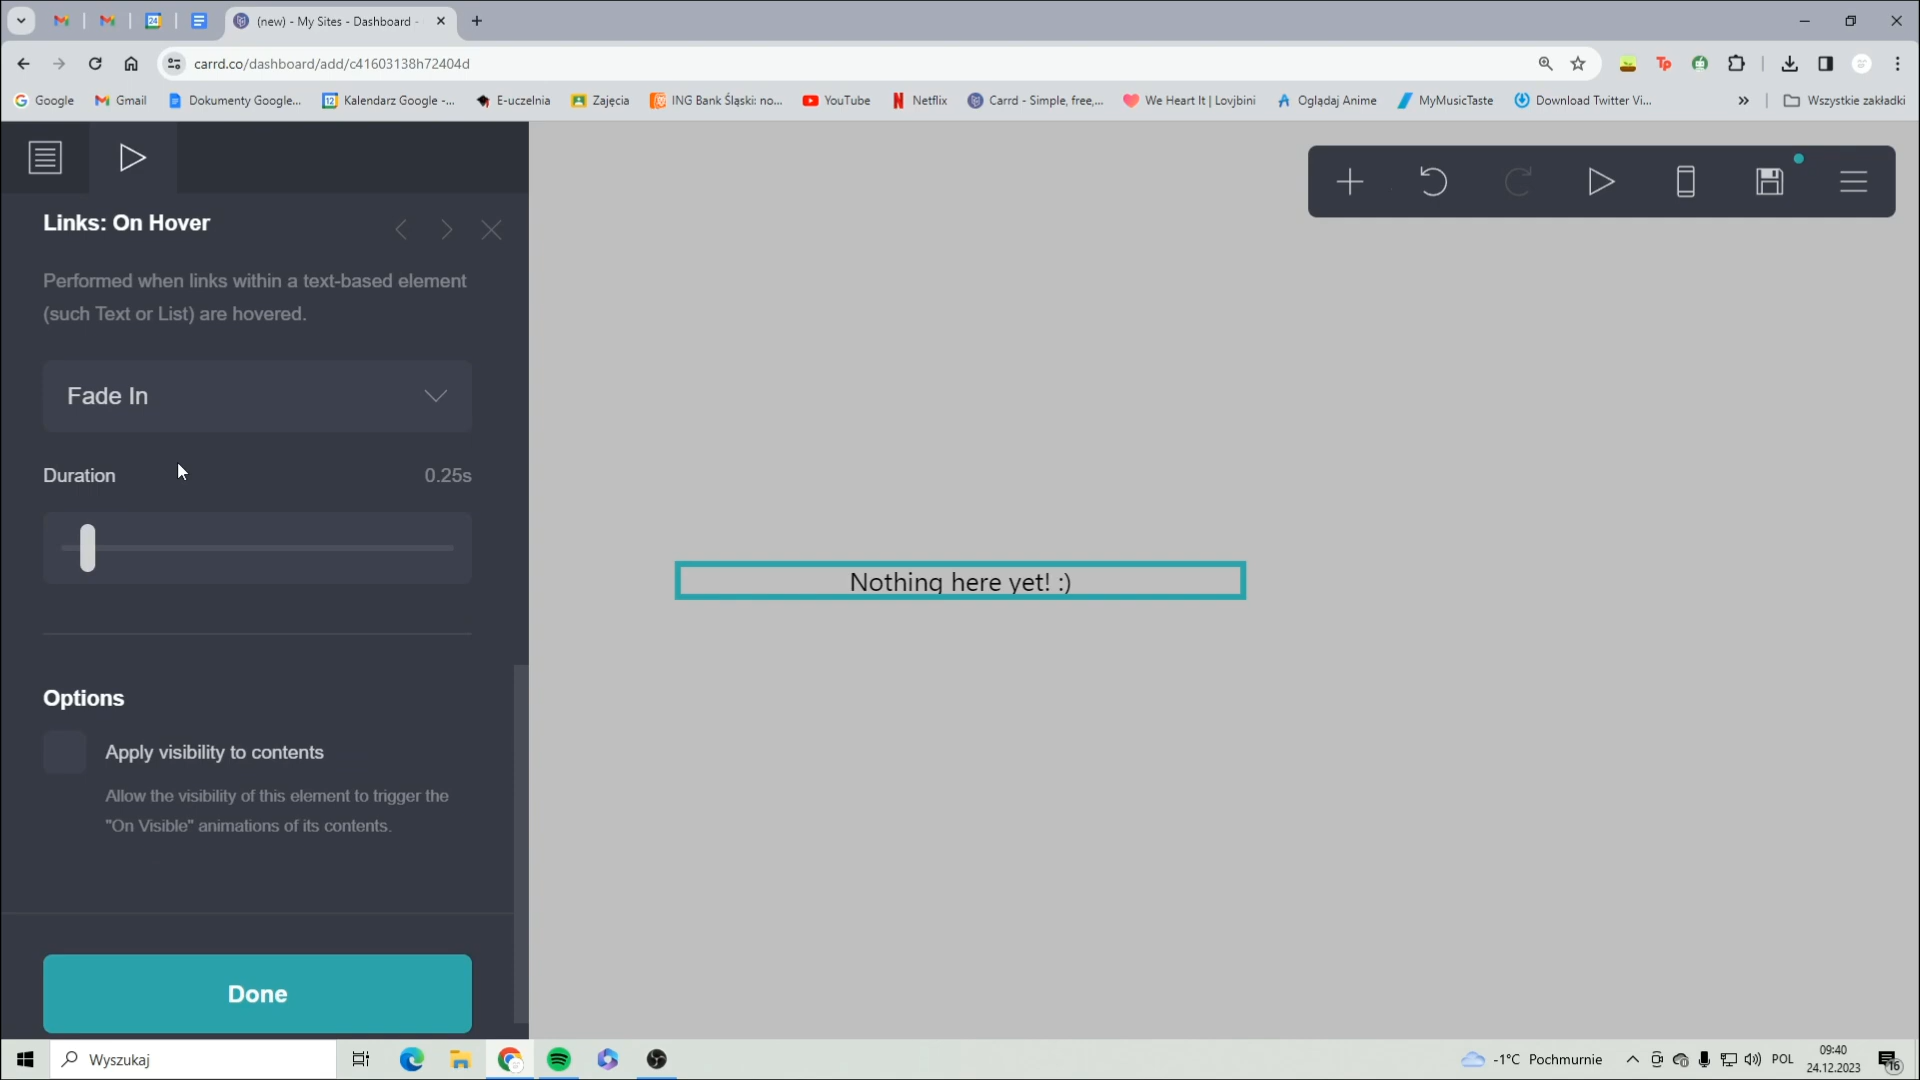 (new) - My Sites - Dashboard -
carrd.co/dashboard/add/c41603138h72404d
Google
Gmail
Dokumenty Google...
Kalendarz Google -...
E-uczelnia
Zajęcia
ING Bank Śląski: no...
YouTube
Netflix
Carrd - Simple, free,...
We Heart It | Lovjbini
Oglądaj Anime
MyMusicTaste
Download Twitter Vi...
Wszystkie zakładki
Links: On Hover
Performed when links within a text-based element
(such Text or List) are hovered.
Fade In
Duration 0.25s
Nothing here yet! :)
Options
Apply visibility to contents
Allow the visibility of this element to trigger the
"On Visible" animations of its contents.
Done
Wyszukaj
-1°C Pochmurnie
POL
09:40
24.12.2023
16